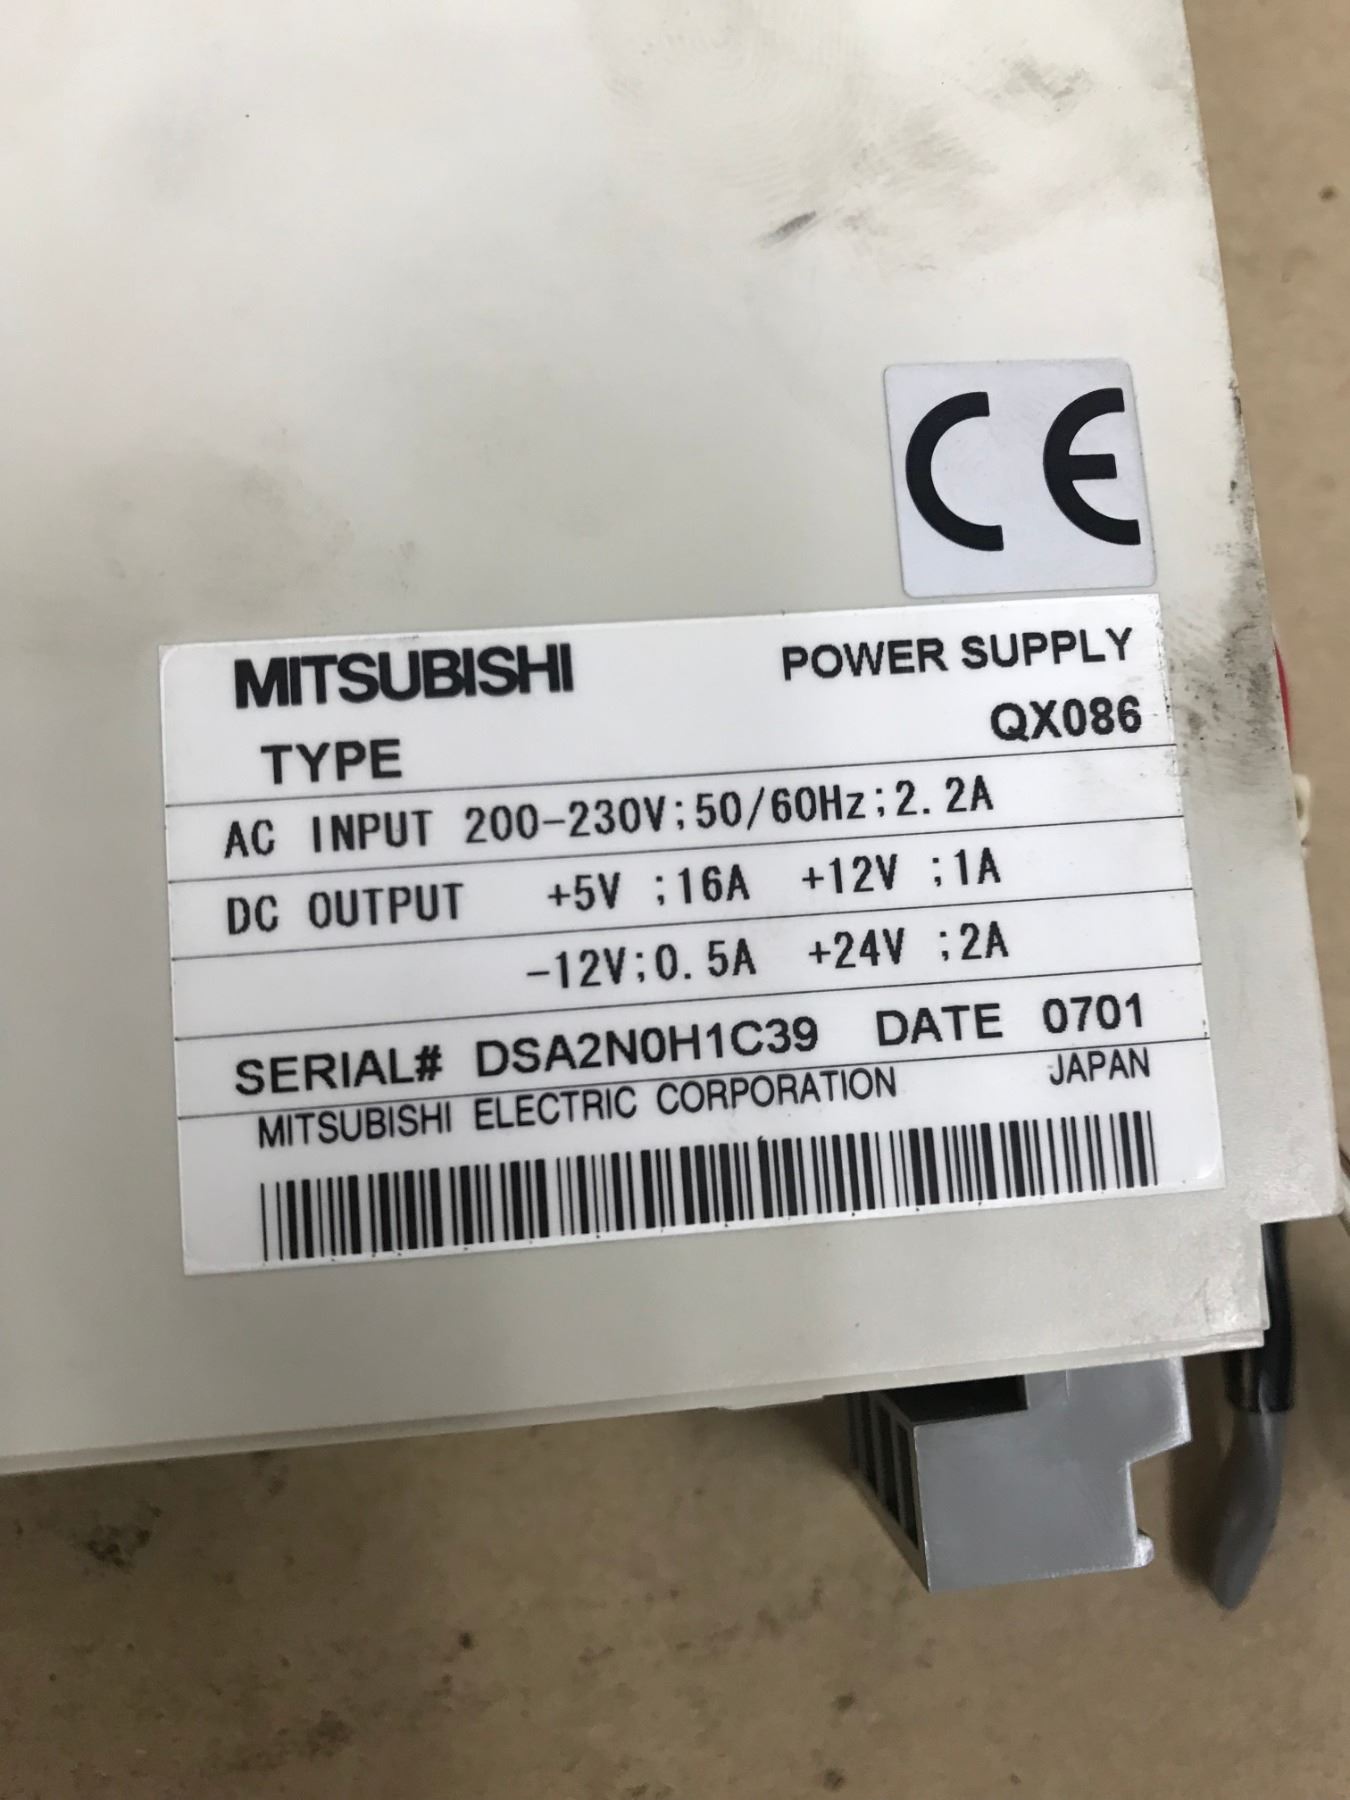 CE
MITSUBISHI POWER SUPPLY
TYPE QX086
AC INPUT 200-230V;50/60Hz;2.2A
DC OUTPUT +5V ;16A +12V ;1A
-12V;0.5A +24V ;2A
SERIAL# DSA2N0H1C39 DATE 0701
MITSUBISHI ELECTRIC CORPORATION JAPAN